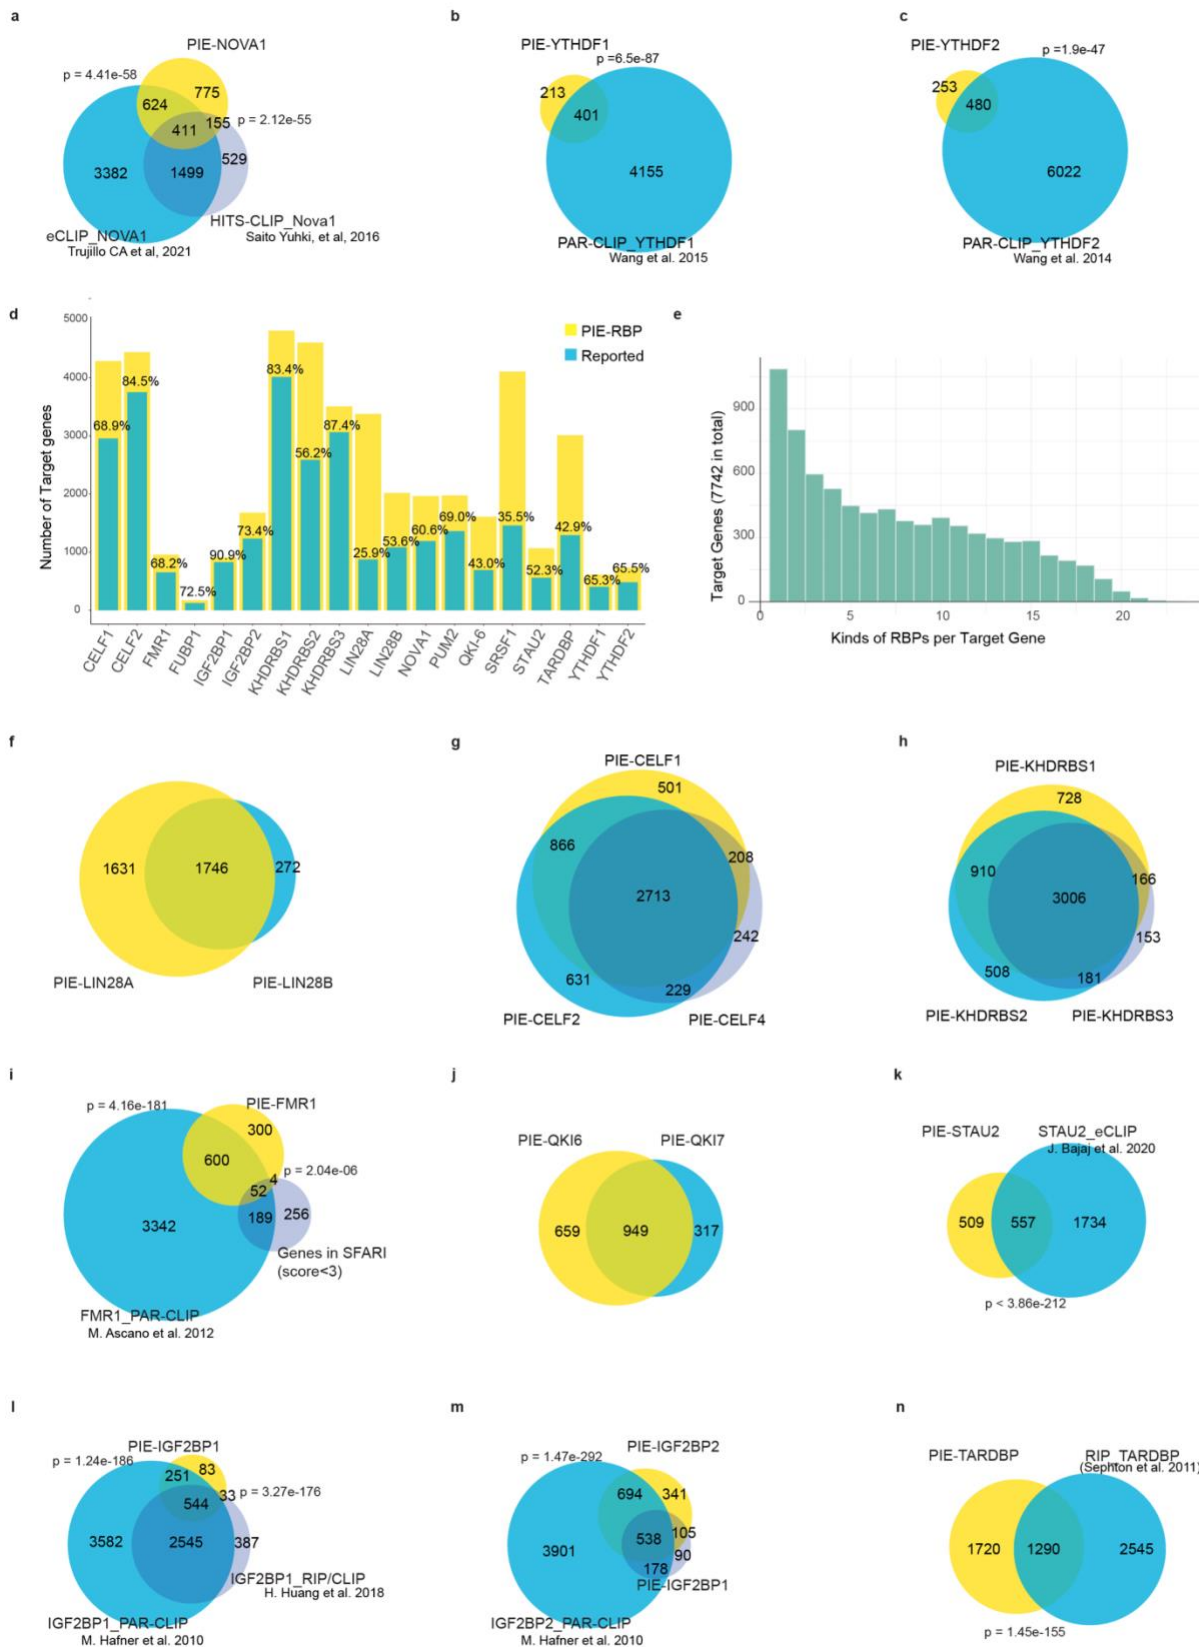 a
PIE-NOVA1
p = 4.41e-58
775
624
155
p = 2.12e-55
411
529
3382
1499
HITS-CLIP_Nova1
Saito Yuhki, et al, 2016
eCLIP_NOVA1
Trujillo CA et al, 2021
b
PIE-YTHDF1
p =6.5e-87
213
401
4155
PAR-CLIP_YTHDF1
Wang et al. 2015
c
PIE-YTHDF2
p =1.9e-47
253
480
6022
PAR-CLIP_YTHDF2
Wang et al. 2014
d
Number of Target genes
5000
4000
3000
2000
1000
0
PIE-RBP
Reported
68.9%
84.5%
68.2%
72.5%
90.9%
73.4%
83.4%
56.2%
87.4%
25.9%
53.6%
60.6%
69.0%
43.0%
35.5%
52.3%
42.9%
65.3%
65.5%
CELF1
CELF2
FMR1
FUBP1
IGF2BP1
IGF2BP2
KHDRBS1
KHDRBS2
KHDRBS3
LIN28A
LIN28B
NOVA1
PUM2
QKI-6
SRSF1
STAU2
TARDBP
YTHDF1
YTHDF2
e
Target Genes (7742 in total)
900
600
300
0
0
5
10
15
20
Kinds of RBPs per Target Gene
f
1631
1746
272
PIE-LIN28A
PIE-LIN28B
g
PIE-CELF1
501
866
208
2713
242
631
229
PIE-CELF2
PIE-CELF4
h
PIE-KHDRBS1
728
910
166
3006
153
508
181
PIE-KHDRBS2
PIE-KHDRBS3
i
p = 4.16e-181
PIE-FMR1
300
600
p = 2.04e-06
4
52
189
256
3342
Genes in SFARI
(score<3)
FMR1_PAR-CLIP
M. Ascano et al. 2012
j
PIE-QKI6
PIE-QKI7
659
949
317
k
PIE-STAU2
STAU2_eCLIP
J. Bajaj et al. 2020
509
557
1734
p < 3.86e-212
l
PIE-IGF2BP1
p = 1.24e-186
83
251
33
p = 3.27e-176
544
3582
2545
387
IGF2BP1_RIP/CLIP
H. Huang et al. 2018
IGF2BP1_PAR-CLIP
M. Hafner et al. 2010
m
PIE-IGF2BP2
p = 1.47e-292
694
341
105
538
3901
90
178
PIE-IGF2BP1
IGF2BP2_PAR-CLIP
M. Hafner et al. 2010
n
PIE-TARDBP
RIP_TARDBP
(Sephton et al. 2011)
1720
1290
2545
p = 1.45e-155